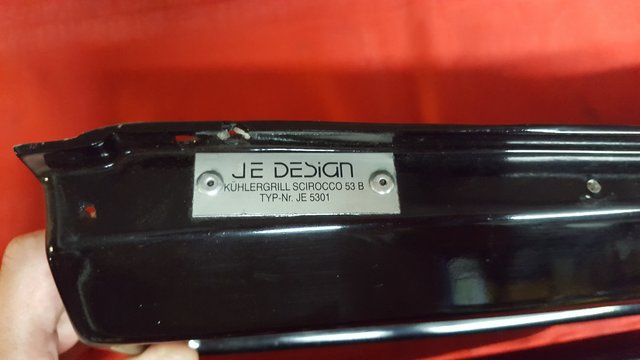 JE DESIGN
KÜHLERGRILL SCIROCCO 53 B
TYP-Nr. JE 5301